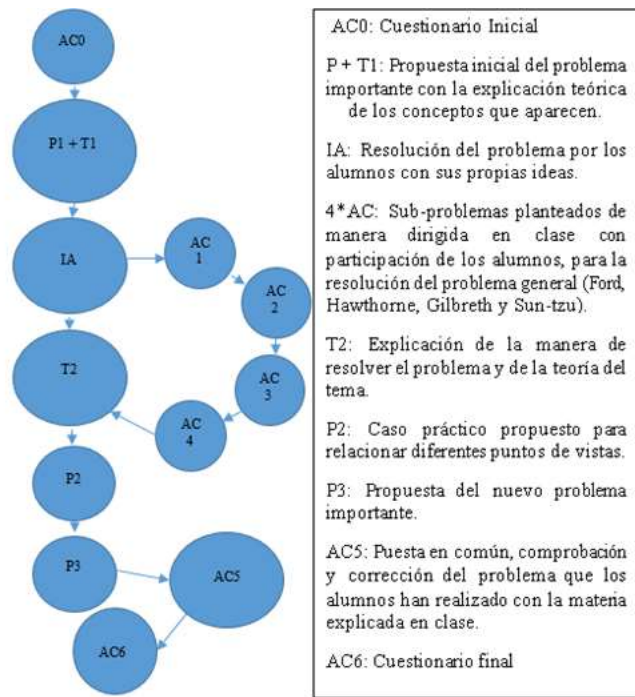 AC0
P1 + T1
IA
AC
1
AC
2
AC
3
AC
4
T2
P2
P3
AC5
AC6
AC0: Cuestionario Inicial
P + T1: Propuesta inicial del problema
importante con la explicación teórica
de los conceptos que aparecen.
IA: Resolución del problema por los
alumnos con sus propias ideas.
4*AC: Sub-problemas planteados de
manera dirigida en clase con
participación de los alumnos, para la
resolución del problema general (Ford,
Hawthorne, Gilbreth y Sun-tzu).
T2: Explicación de la manera de
resolver el problema y de la teoría del
tema.
P2: Caso práctico propuesto para
relacionar diferentes puntos de vistas.
P3: Propuesta del nuevo problema
importante.
AC5: Puesta en común, comprobación
y corrección del problema que los
alumnos han realizado con la materia
explicada en clase.
AC6: Cuestionario final